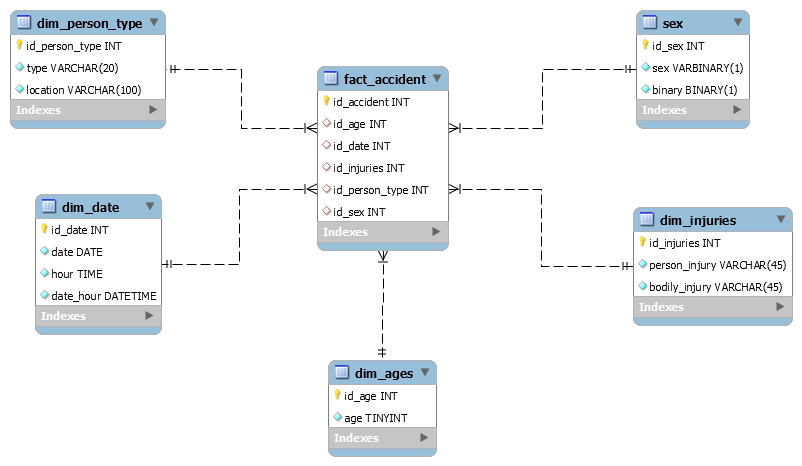 dim_person_type
id_person_type INT
type VARCHAR(20)
location VARCHAR(100)
Indexes
sex
id_sex INT
sex VARBINARY(1)
binary BINARY(1)
Indexes
fact_accident
id_accident INT
id_age INT
id_date INT
id_injuries INT
id_person_type INT
id_sex INT
Indexes
dim_date
id_date INT
date DATE
hour TIME
date_hour DATETIME
Indexes
dim_injuries
id_injuries INT
person_injury VARCHAR(45)
bodily_injury VARCHAR(45)
Indexes
dim_ages
id_age INT
age TINYINT
Indexes